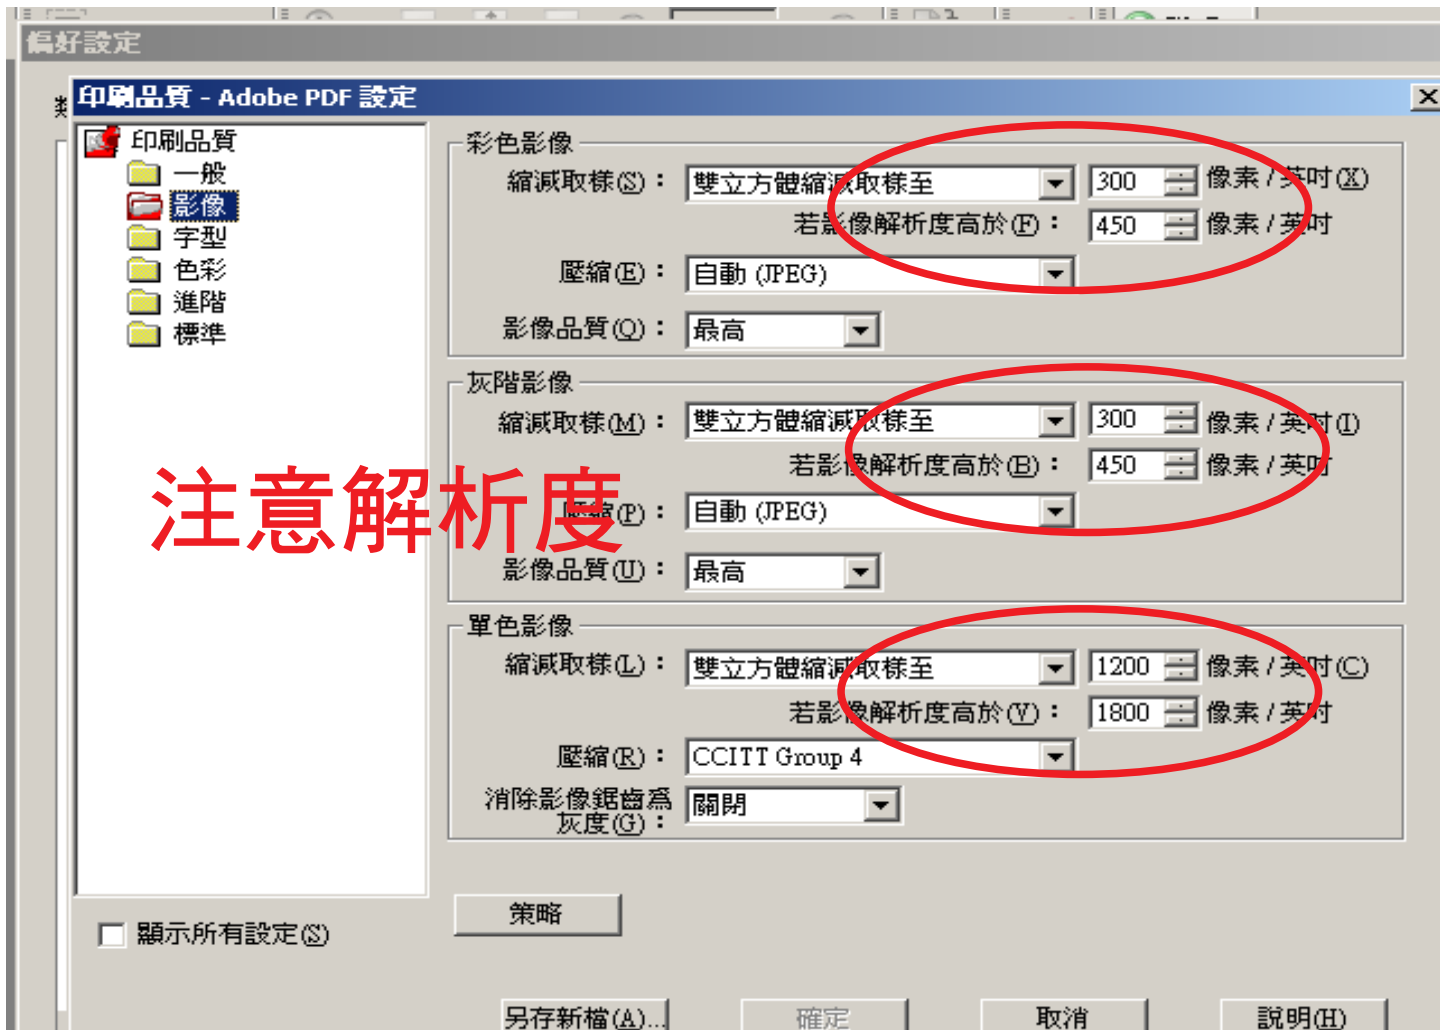 偏好設定
印刷品質 - Adobe PDF 設定
印刷品質
一般
影像
字型
色彩
進階
標準
顯示所有設定(S)
彩色影像
縮減取樣(S)： 雙立方體縮減取樣至 300 像素 / 英吋(X)
若影像解析度高於(F)： 450 像素 / 英吋
壓縮(E)： 自動 (JPEG)
影像品質(Q)： 最高
灰階影像
縮減取樣(M)： 雙立方體縮減取樣至 300 像素 / 英吋(I)
若影像解析度高於(B)： 450 像素 / 英吋
注意解析度
壓縮(P)： 自動 (JPEG)
影像品質(U)： 最高
單色影像
縮減取樣(L)： 雙立方體縮減取樣至 1200 像素 / 英吋(C)
若影像解析度高於(V)： 1800 像素 / 英吋
壓縮(R)： CCITT Group 4
消除影像鋸齒為
灰度(G)： 關閉
策略
另存新檔(A)... 確定 取消 說明(H)